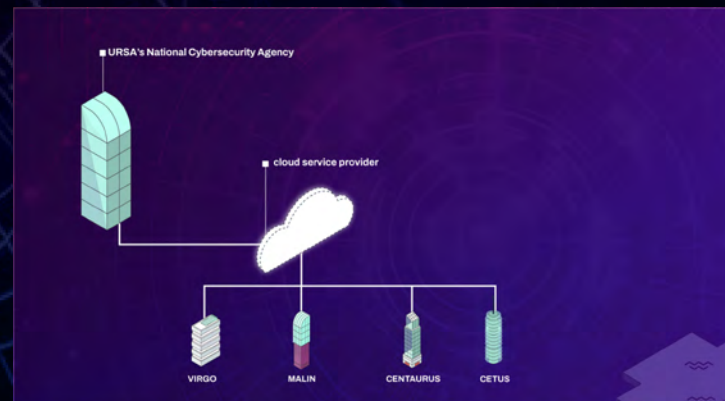 URSA's National Cybersecurity Agency
cloud service provider
VIRGO
MALIN
CENTAURUS
CETUS